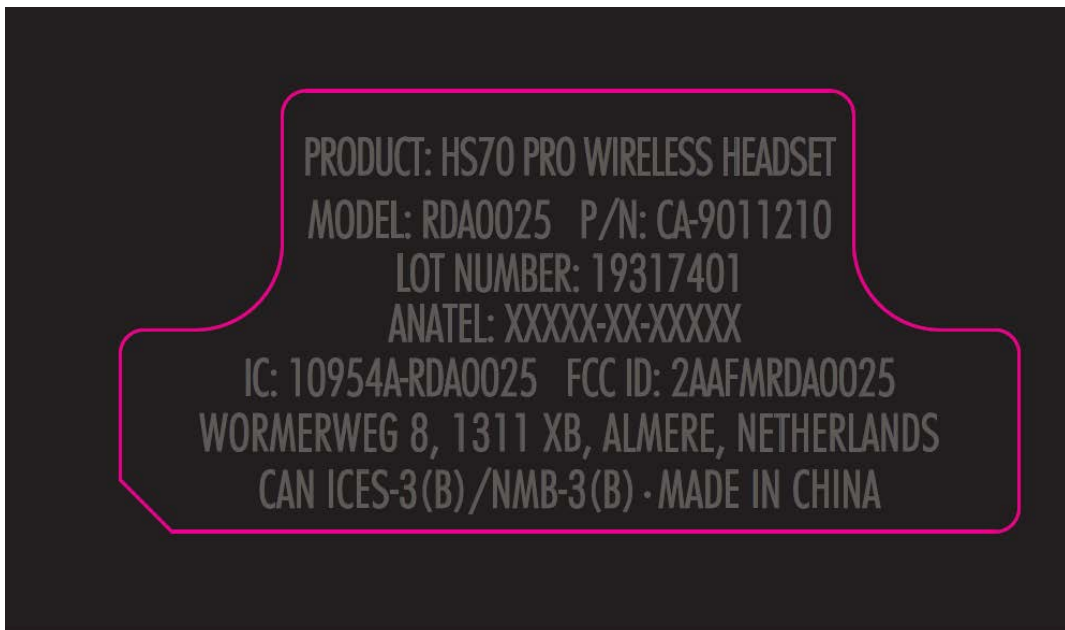 PRODUCT: HS70 PRO WIRELESS HEADSET
MODEL: RDA0025 P/N: CA-9011210
LOT NUMBER: 19317401
ANATEL: XXXXX-XX-XXXXX
IC: 10954A-RDA0025 FCC ID: 2AAFMRDA0025
WORMERWEG 8, 1311 XB, ALMERE, NETHERLANDS
CAN ICES-3(B)/NMB-3(B) · MADE IN CHINA